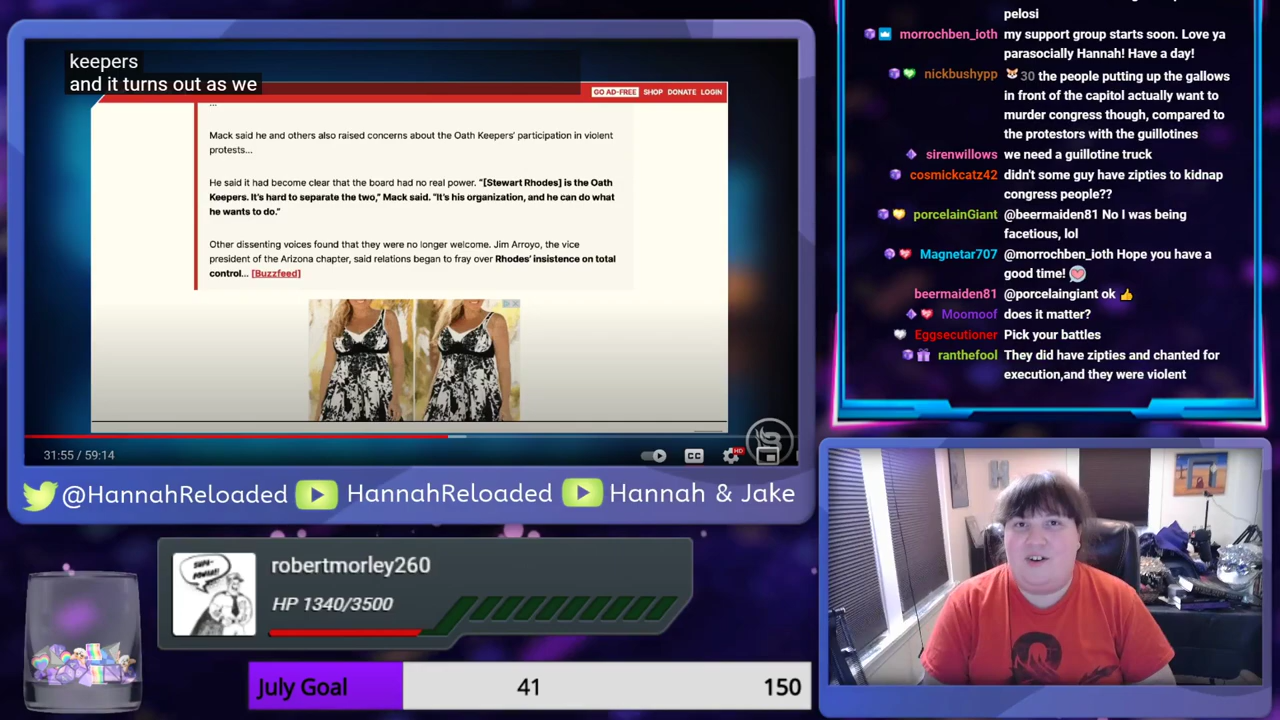 keepers
and it turns out as we
GO AD-FREE SHOP DONATE LOGIN
...
Mack said he and others also raised concerns about the Oath Keepers' participation in violent
protests...
He said it had become clear that the board had no real power. "[Stewart Rhodes] is the Oath
Keepers. It's hard to separate the two," Mack said. "It's his organization, and he can do what
he wants to do."
Other dissenting voices found that they were no longer welcome. Jim Arroyo, the vice
president of the Arizona chapter, said relations began to fray over Rhodes' insistence on total
control... [Buzzfeed]
31:55 / 59:14
CC
HD
@HannahReloaded HannahReloaded Hannah & Jake
robertmorley260
HP 1340/3500
July Goal 41 150
pelosi
morrochben_ioth my support group starts soon. Love ya
parasocially Hannah! Have a day!
nickbushypp 30 the people putting up the gallows
in front of the capitol actually want to
murder congress though, compared to
the protestors with the guillotines
sirenwillows we need a guillotine truck
cosmickcatz42 didn't some guy have zipties to kidnap
congress people??
porcelainGiant @beermaiden81 No I was being
facetious, lol
Magnetar707 @morrochben_ioth Hope you have a
good time!
beermaiden81 @porcelaingiant ok
Moomoof does it matter?
Eggsecutioner Pick your battles
ranthefool They did have zipties and chanted for
execution,and they were violent